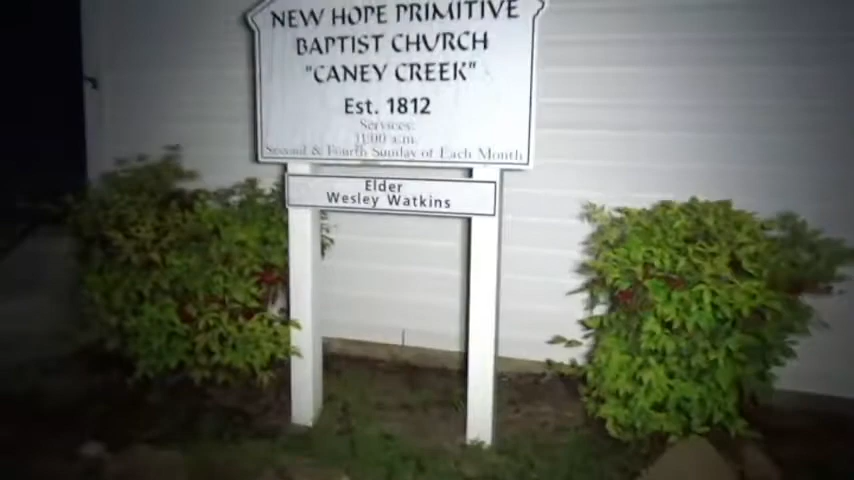 NEW HOPE PRIMITIVE
BAPTIST CHURCH
"CANEY CREEK"
Est. 1812
Services:
11:00 a.m.
Second & Fourth Sunday of Each Month
Elder
Wesley Watkins